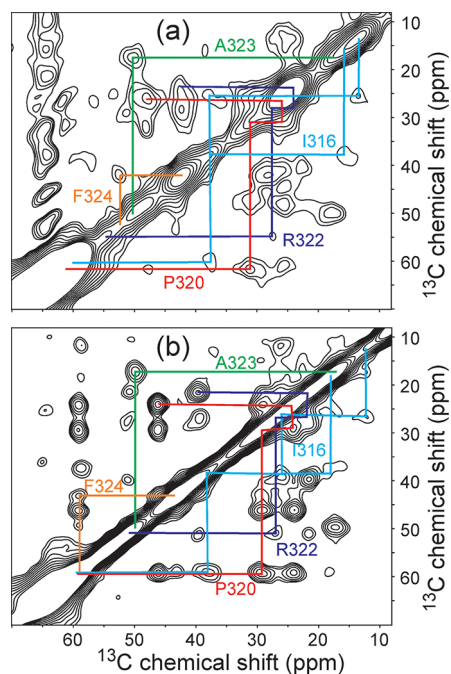 (a)
A323
I316
F324
R322
P320
10
20
30
40
50
60
13C chemical shift (ppm)
(b)
A323
I316
F324
R322
P320
10
20
30
40
50
60
13C chemical shift (ppm)
60 50 40 30 20 10
13C chemical shift (ppm)